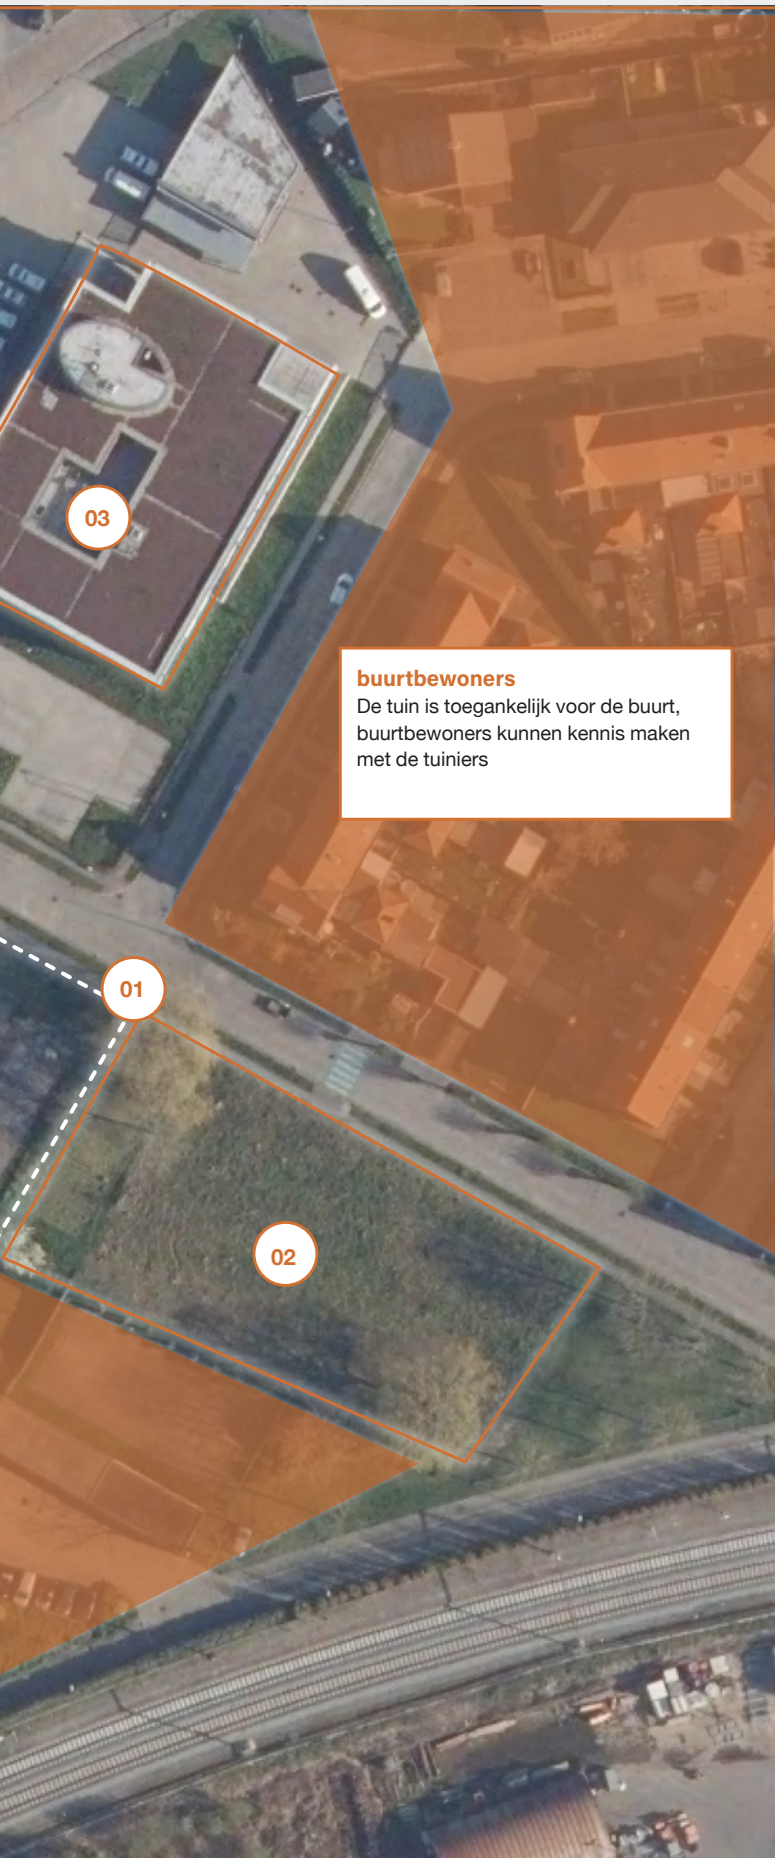 03
buurtbewoners
De tuin is toegankelijk voor de buurt,
buurtbewoners kunnen kennis maken
met de tuiniers
01
02